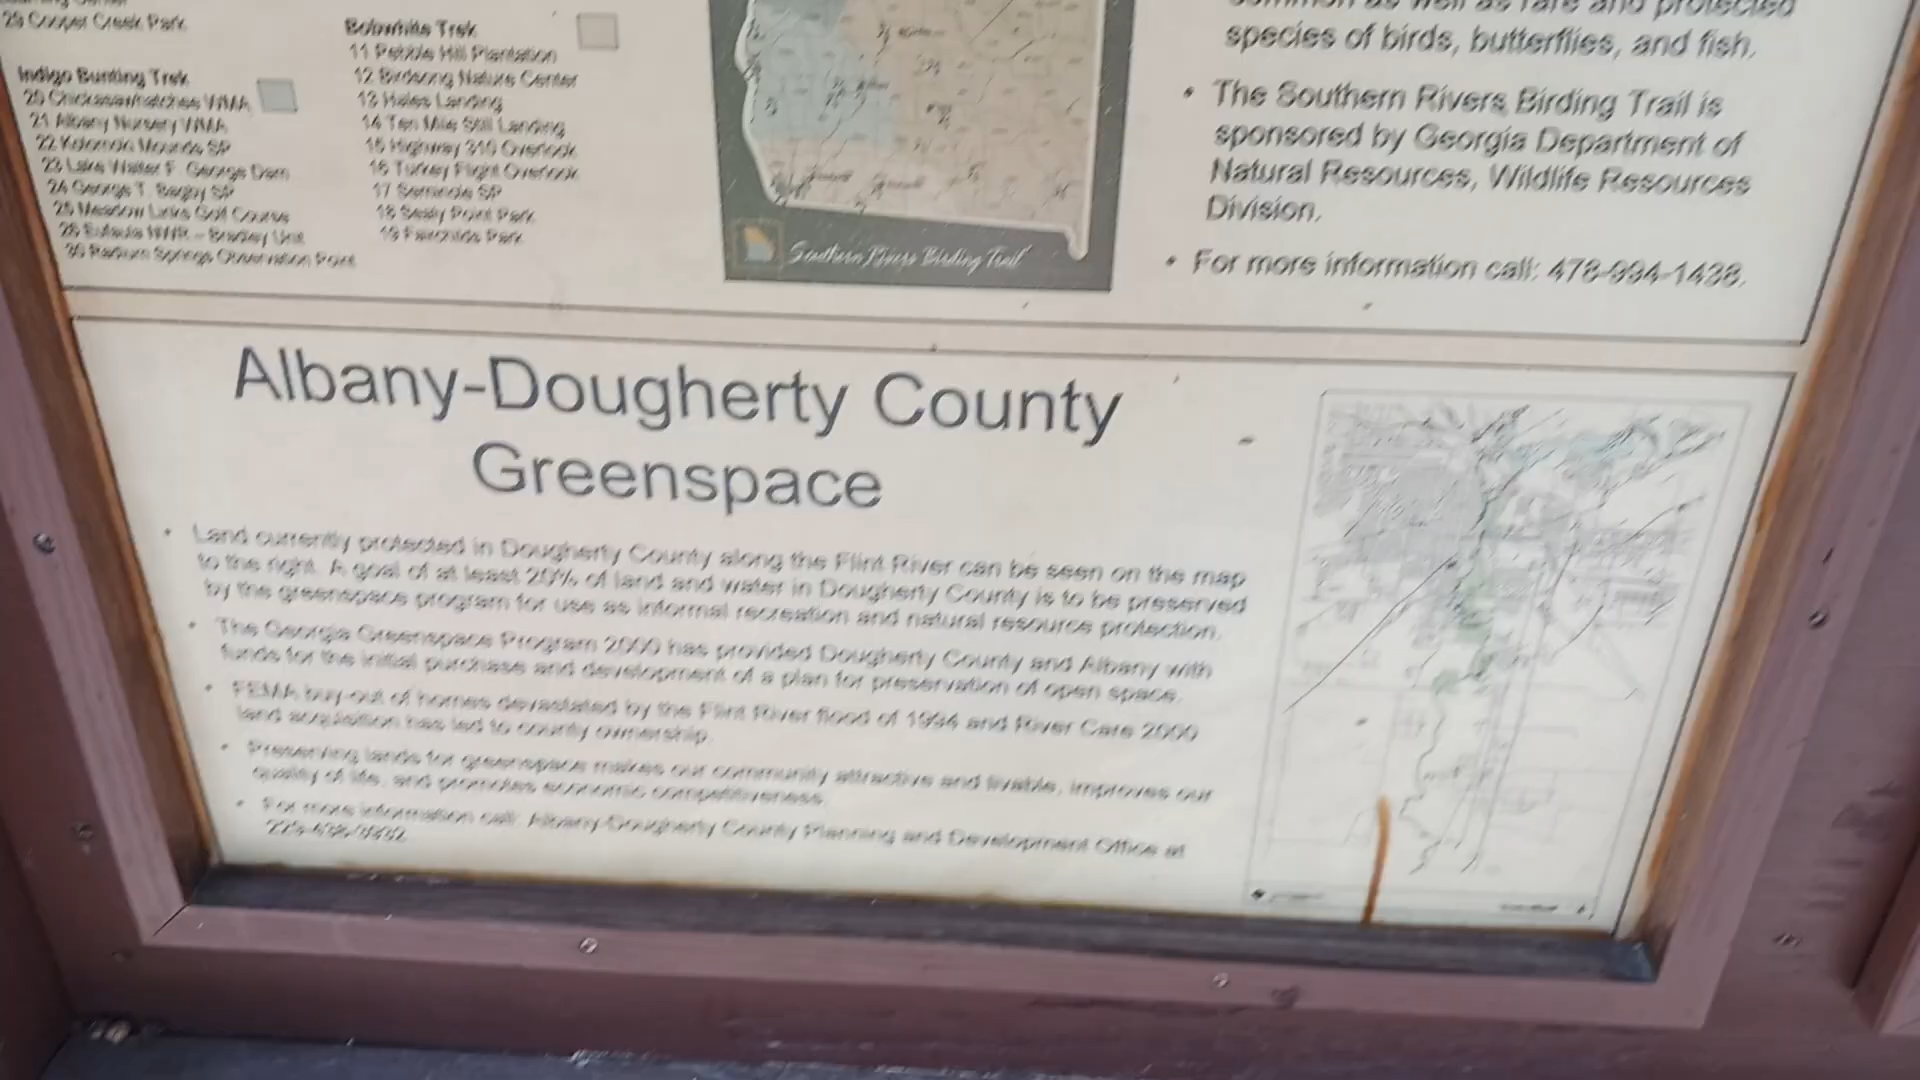 29 Cooper Creek Park
Indigo Bunting Trek
20 Chickasawhatchee WMA
21 Albany Nursery WMA
22 Kolomoki Mounds SP
23 Lake Walter F. George Dam
24 George T. Bagby SP
25 Meadow Links Golf Course
26 Eufaula NWR – Bradley Unit
30 Radium Springs Observation Point
Bobwhite Trek
11 Pebble Hill Plantation
12 Birdsong Nature Center
13 Hales Landing
14 Ten Mile Still Landing
15 Highway 310 Overlook
16 Turkey Flight Overlook
17 Seminole SP
18 Sealy Point Park
19 Fairchilds Park
Southern Rivers Birding Trail
common as well as rare and protected
species of birds, butterflies, and fish.
• The Southern Rivers Birding Trail is
sponsored by Georgia Department of
Natural Resources, Wildlife Resources
Division.
• For more information call: 478-994-1438.
Albany-Dougherty County
Greenspace
• Land currently protected in Dougherty County along the Flint River can be seen on the map
to the right. A goal of at least 20% of land and water in Dougherty County is to be preserved
by the greenspace program for use as informal recreation and natural resource protection.
• The Georgia Greenspace Program 2000 has provided Dougherty County and Albany with
funds for the initial purchase and development of a plan for preservation of open space.
• FEMA buy-out of homes devastated by the Flint River flood of 1994 and River Care 2000
land acquisition has led to county ownership.
• Preserving lands for greenspace makes our community attractive and livable, improves our
quality of life, and promotes economic competitiveness.
• For more information call: Albany-Dougherty County Planning and Development Office at